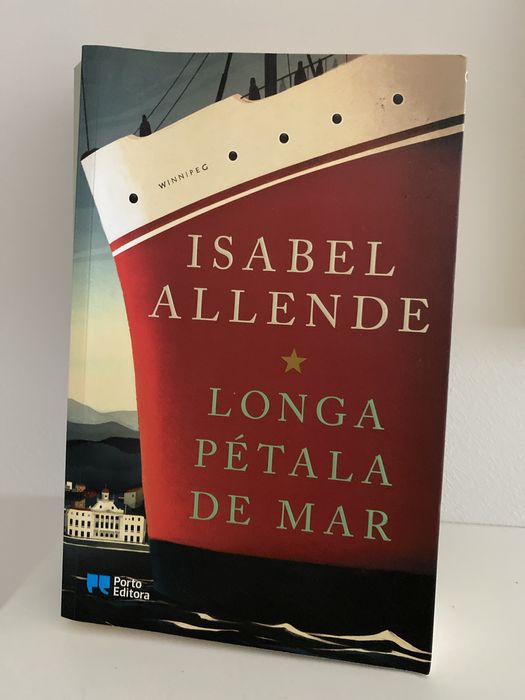 WINNIPEG
ISABEL
ALLENDE
LONGA
PÉTALA
DE MAR
Porto
Editora